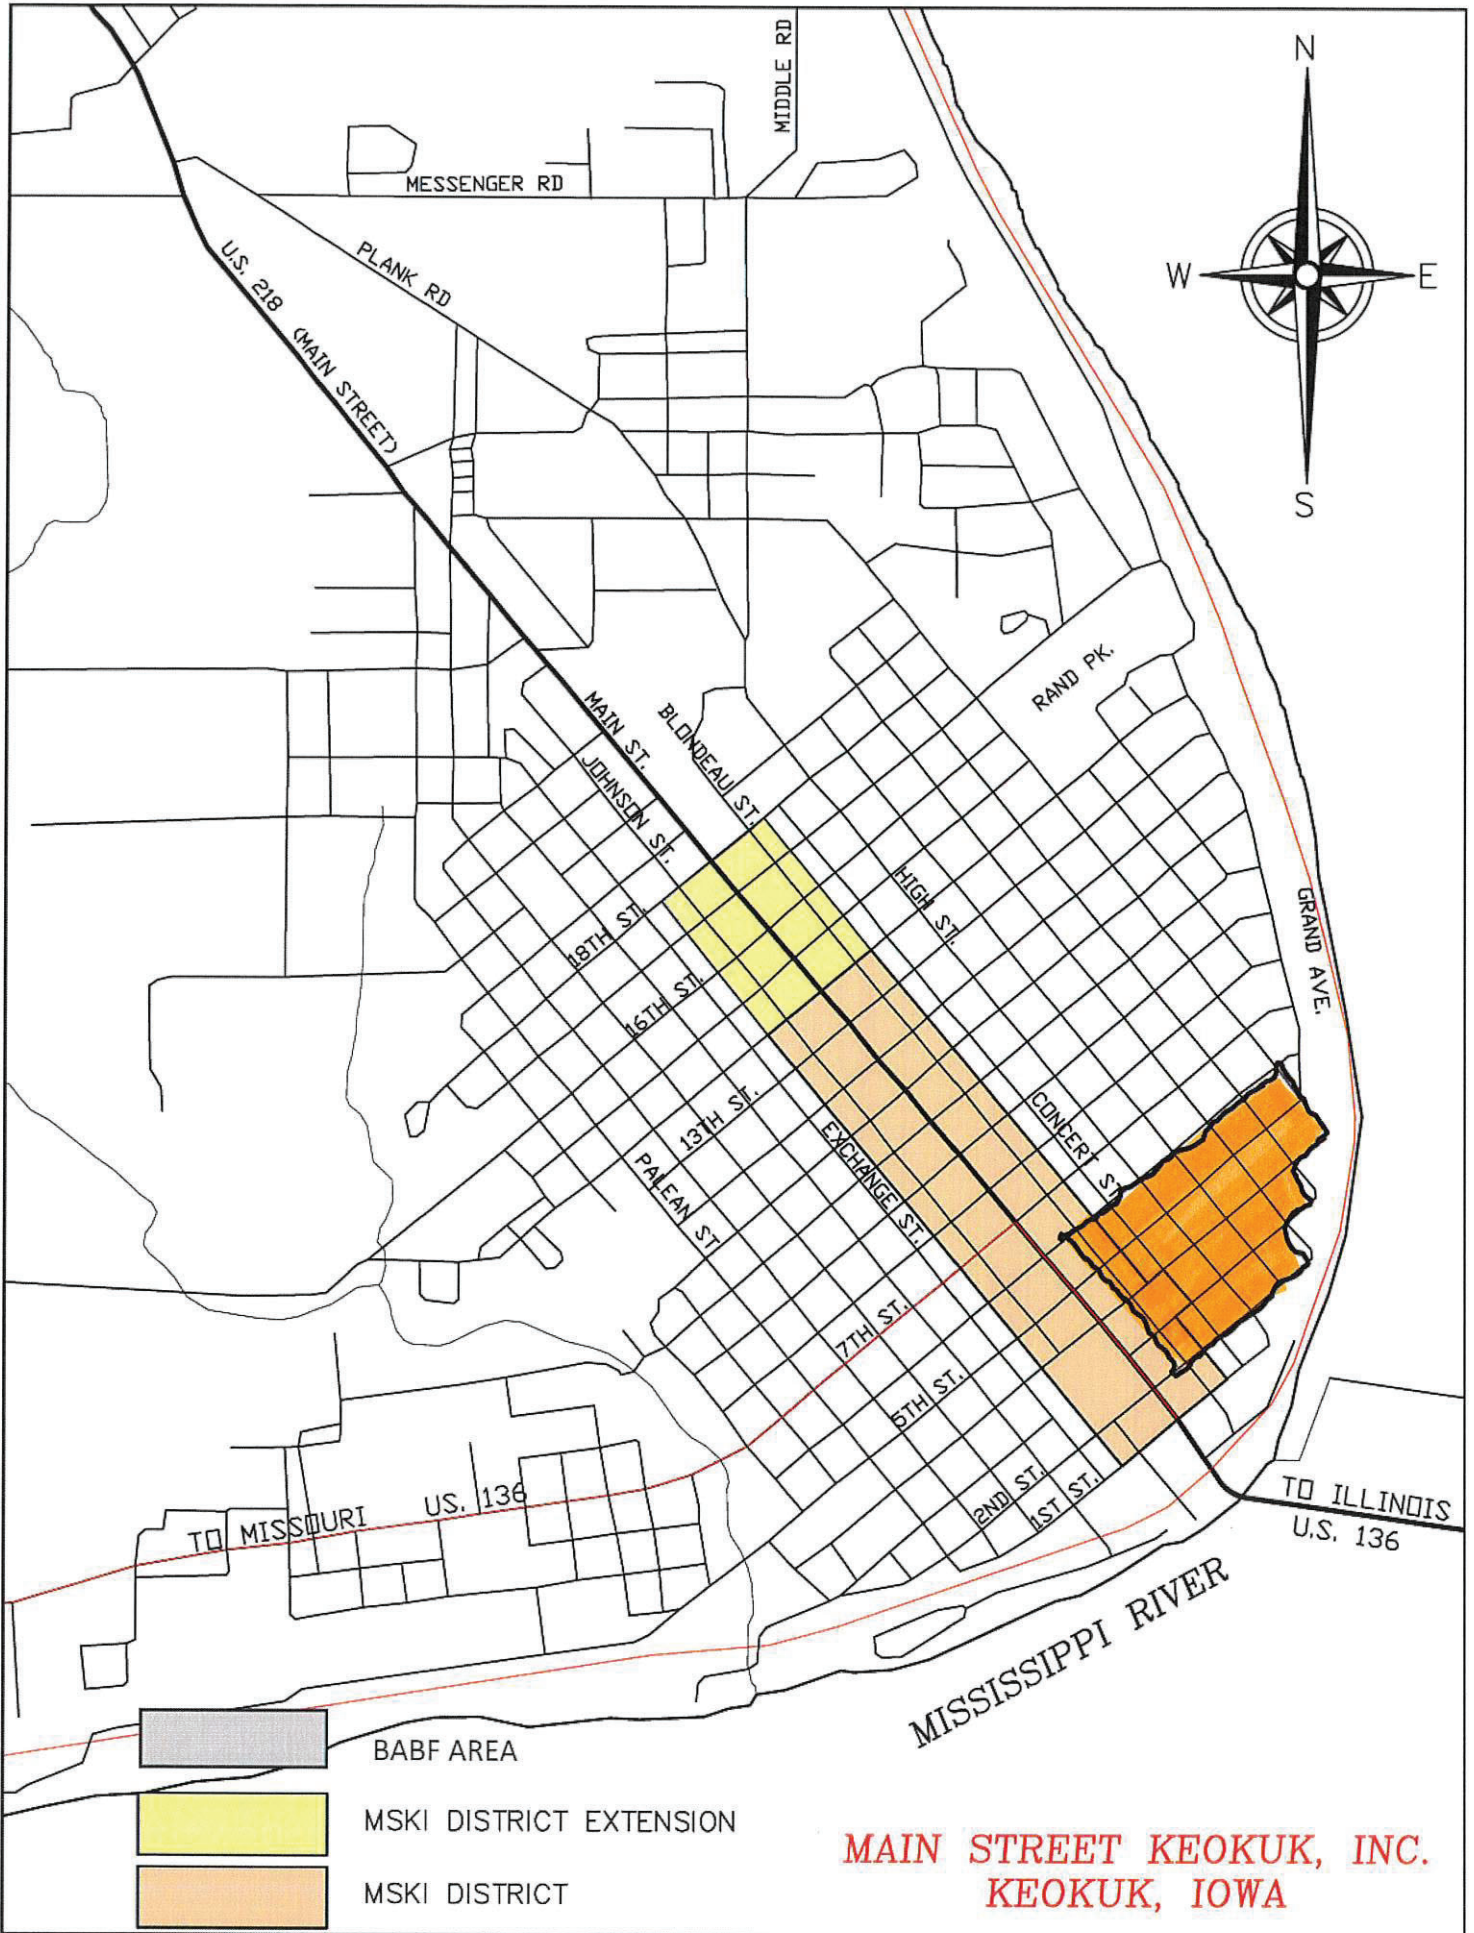 MIDDLE RD
N
MESSENGER RD
W
E
U.S. 218 (MAIN STREET)
PLANK RD
S
RAND PK.
MAIN ST.
BLONDEAU ST.
JOHNSON ST.
HIGH ST.
GRAND AVE.
18TH ST.
16TH ST.
13TH ST.
CONCERT ST.
EXCHANGE ST.
PALEAN ST
7TH ST.
5TH ST.
2ND ST.
1ST ST.
TO MISSOURI US. 136
TO ILLINOIS
U.S. 136
MISSISSIPPI RIVER
BABF AREA
MSKI DISTRICT EXTENSION
MSKI DISTRICT
MAIN STREET KEOKUK, INC.
KEOKUK, IOWA